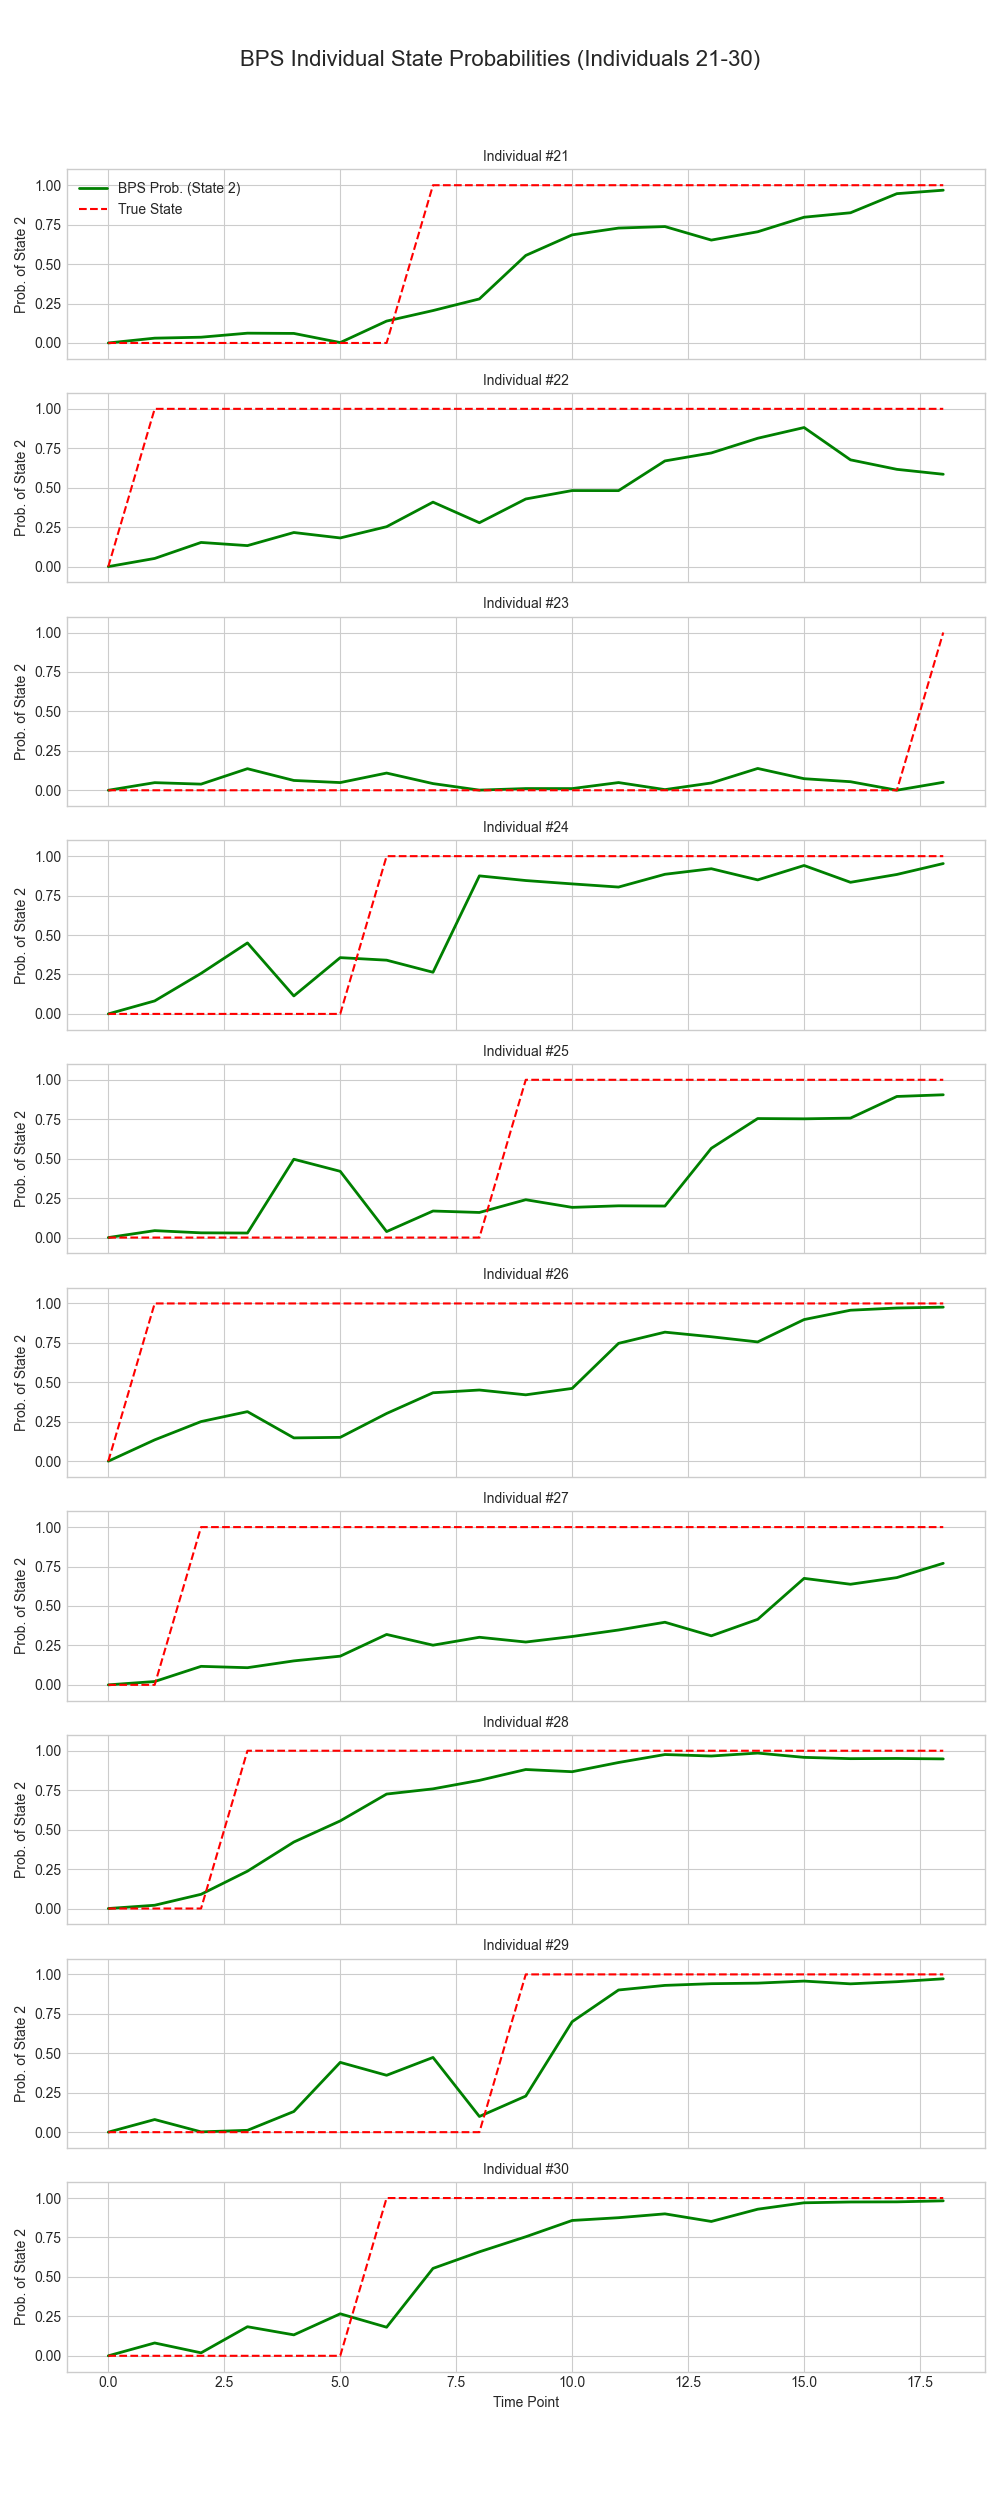 BPS Individual State Probabilities (Individuals 21-30)
Individual #21
BPS Prob. (State 2)
True State
Prob. of State 2
1.00
0.75
0.50
0.25
0.00
Individual #22
Prob. of State 2
1.00
0.75
0.50
0.25
0.00
Individual #23
Prob. of State 2
1.00
0.75
0.50
0.25
0.00
Individual #24
Prob. of State 2
1.00
0.75
0.50
0.25
0.00
Individual #25
Prob. of State 2
1.00
0.75
0.50
0.25
0.00
Individual #26
Prob. of State 2
1.00
0.75
0.50
0.25
0.00
Individual #27
Prob. of State 2
1.00
0.75
0.50
0.25
0.00
Individual #28
Prob. of State 2
1.00
0.75
0.50
0.25
0.00
Individual #29
Prob. of State 2
1.00
0.75
0.50
0.25
0.00
Individual #30
Prob. of State 2
1.00
0.75
0.50
0.25
0.00
0.0 2.5 5.0 7.5 10.0 12.5 15.0 17.5
Time Point